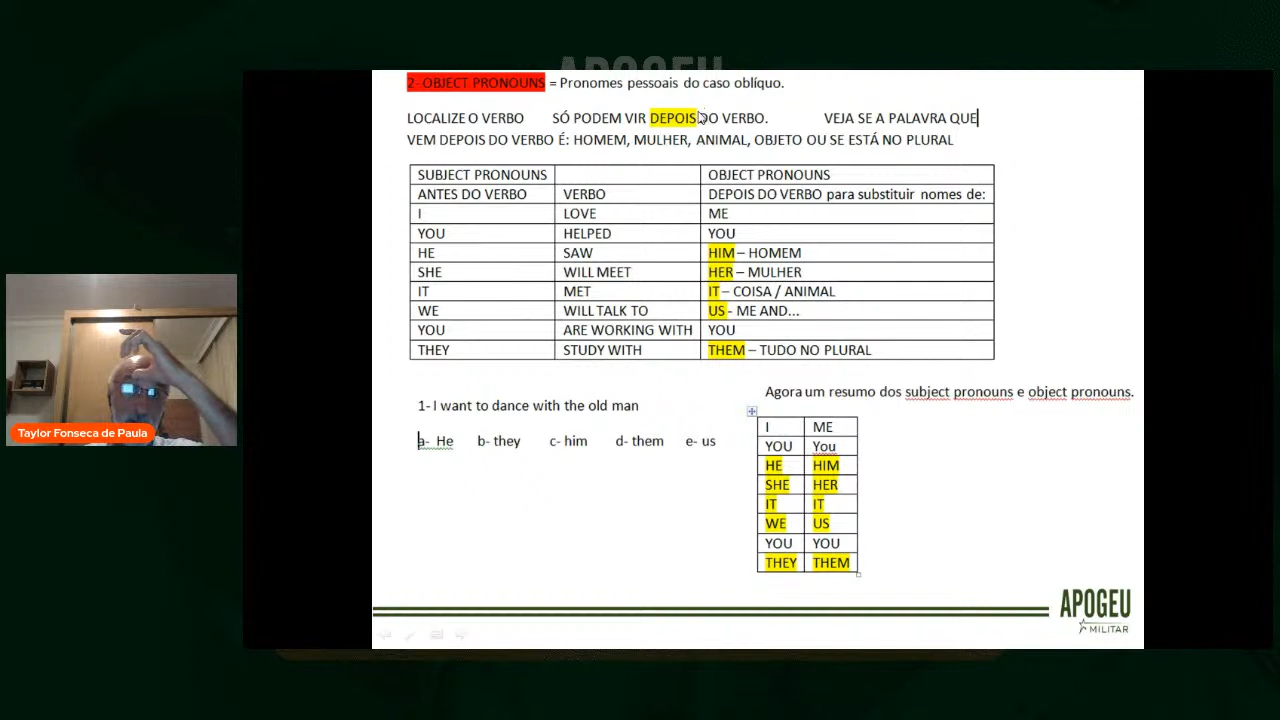 APOGEU
2- OBJECT PRONOUNS = Pronomes pessoais do caso oblíquo.
LOCALIZE O VERBO SÓ PODEM VIR DEPOIS DO VERBO. VEJA SE A PALAVRA QUE
VEM DEPOIS DO VERBO É: HOMEM, MULHER, ANIMAL, OBJETO OU SE ESTÁ NO PLURAL
SUBJECT PRONOUNS OBJECT PRONOUNS
ANTES DO VERBO VERBO DEPOIS DO VERBO para substituir nomes de:
I LOVE ME
YOU HELPED YOU
HE SAW HIM – HOMEM
SHE WILL MEET HER – MULHER
IT MET IT – COISA / ANIMAL
WE WILL TALK TO US - ME AND...
YOU ARE WORKING WITH YOU
THEY STUDY WITH THEM – TUDO NO PLURAL
Agora um resumo dos subject pronouns e object pronouns.
1- I want to dance with the old man
a- He b- they c- him d- them e- us
I ME
YOU You
HE HIM
SHE HER
IT IT
WE US
YOU YOU
THEY THEM
Taylor Fonseca de Paula
APOGEU
MILITAR